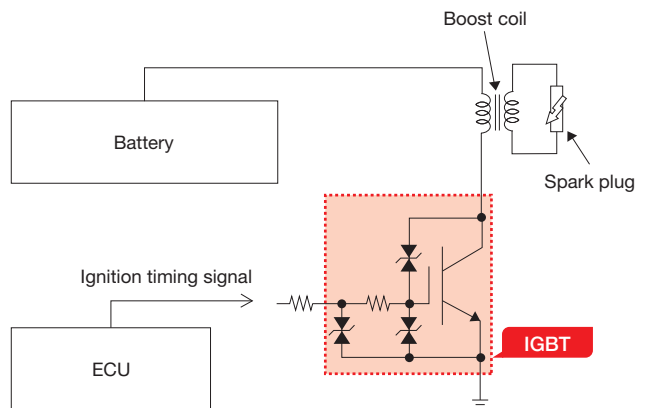 Boost coil
Battery
Spark plug
Ignition timing signal
IGBT
ECU